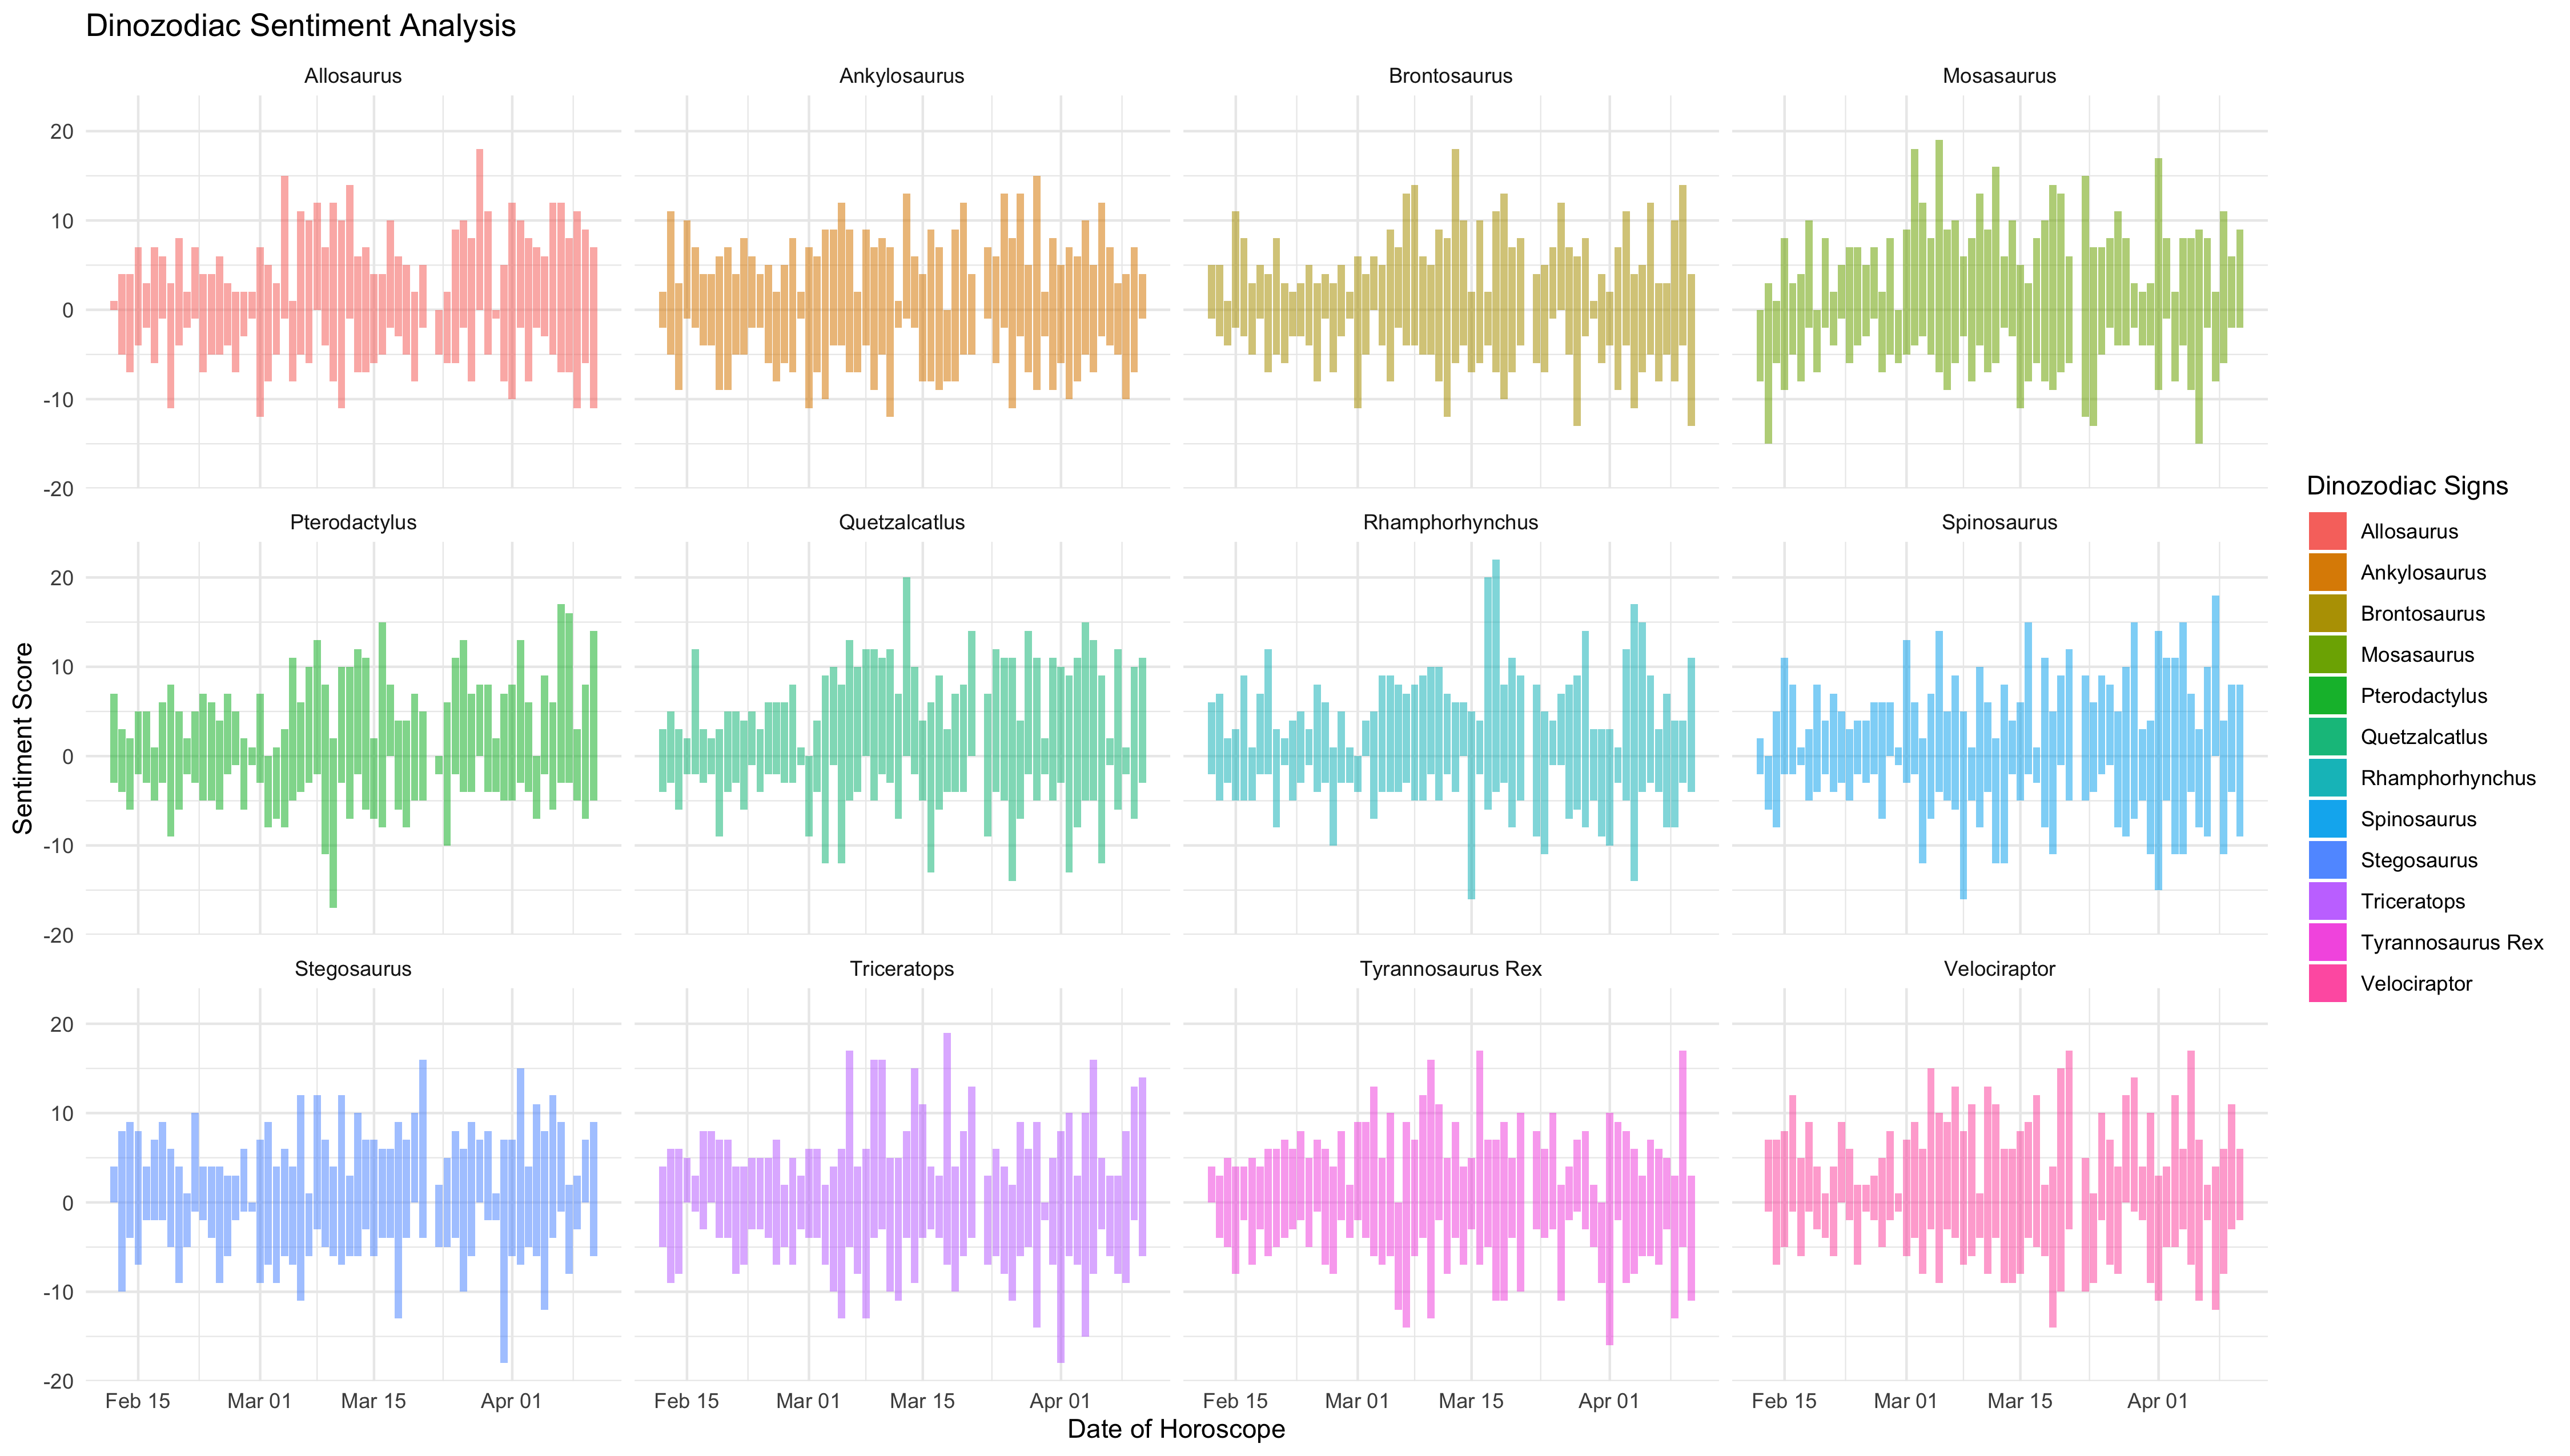 Dinozodiac Sentiment Analysis
Allosaurus
Ankylosaurus
Brontosaurus
Mosasaurus
20
10
0
-10
-20
Pterodactylus
Quetzalcatlus
Rhamphorhynchus
Spinosaurus
20
10
0
-10
-20
Stegosaurus
Triceratops
Tyrannosaurus Rex
Velociraptor
20
10
0
-10
-20
Feb 15 Mar 01 Mar 15 Apr 01
Feb 15 Mar 01 Mar 15 Apr 01
Feb 15 Mar 01 Mar 15 Apr 01
Feb 15 Mar 01 Mar 15 Apr 01
Date of Horoscope
Sentiment Score
Dinozodiac Signs
Allosaurus
Ankylosaurus
Brontosaurus
Mosasaurus
Pterodactylus
Quetzalcatlus
Rhamphorhynchus
Spinosaurus
Stegosaurus
Triceratops
Tyrannosaurus Rex
Velociraptor